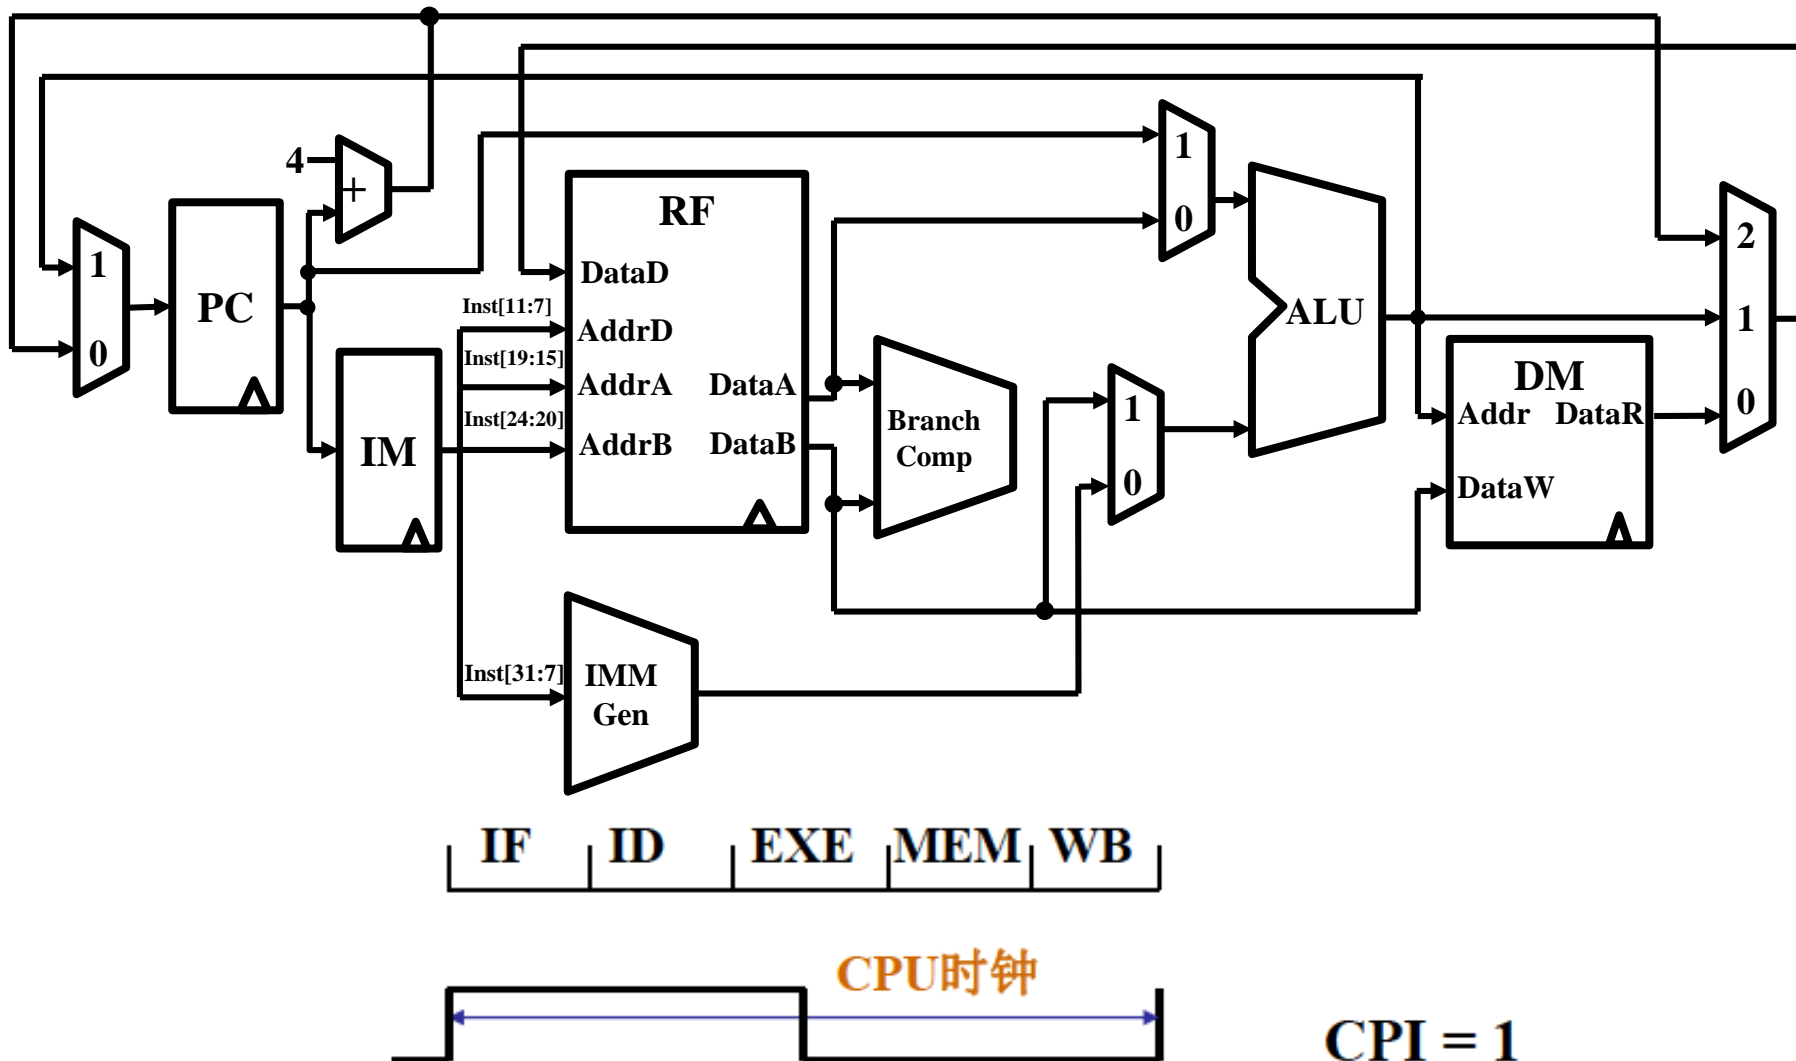 4
+
1
0
PC
IM
Inst[11:7]
Inst[19:15]
Inst[24:20]
Inst[31:7]
RF
DataD
AddrD
AddrA
AddrB
DataA
DataB
IMM
Gen
Branch
Comp
1
0
1
0
ALU
DM
Addr
DataR
DataW
2
1
0
IF
ID
EXE
MEM
WB
CPU时钟
CPI = 1